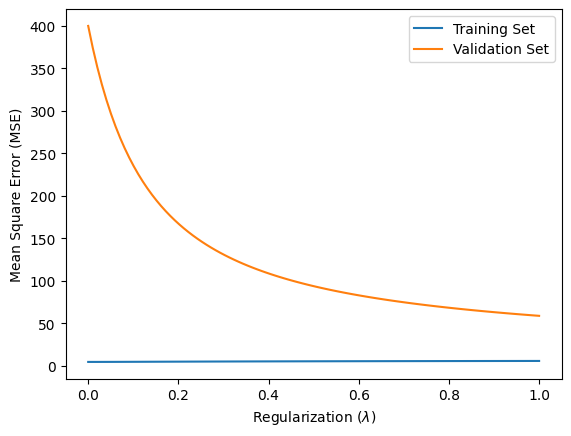 Training Set
Validation Set
Mean Square Error (MSE)
400
350
300
250
200
150
100
50
0
0.0 0.2 0.4 0.6 0.8 1.0
Regularization (λ)